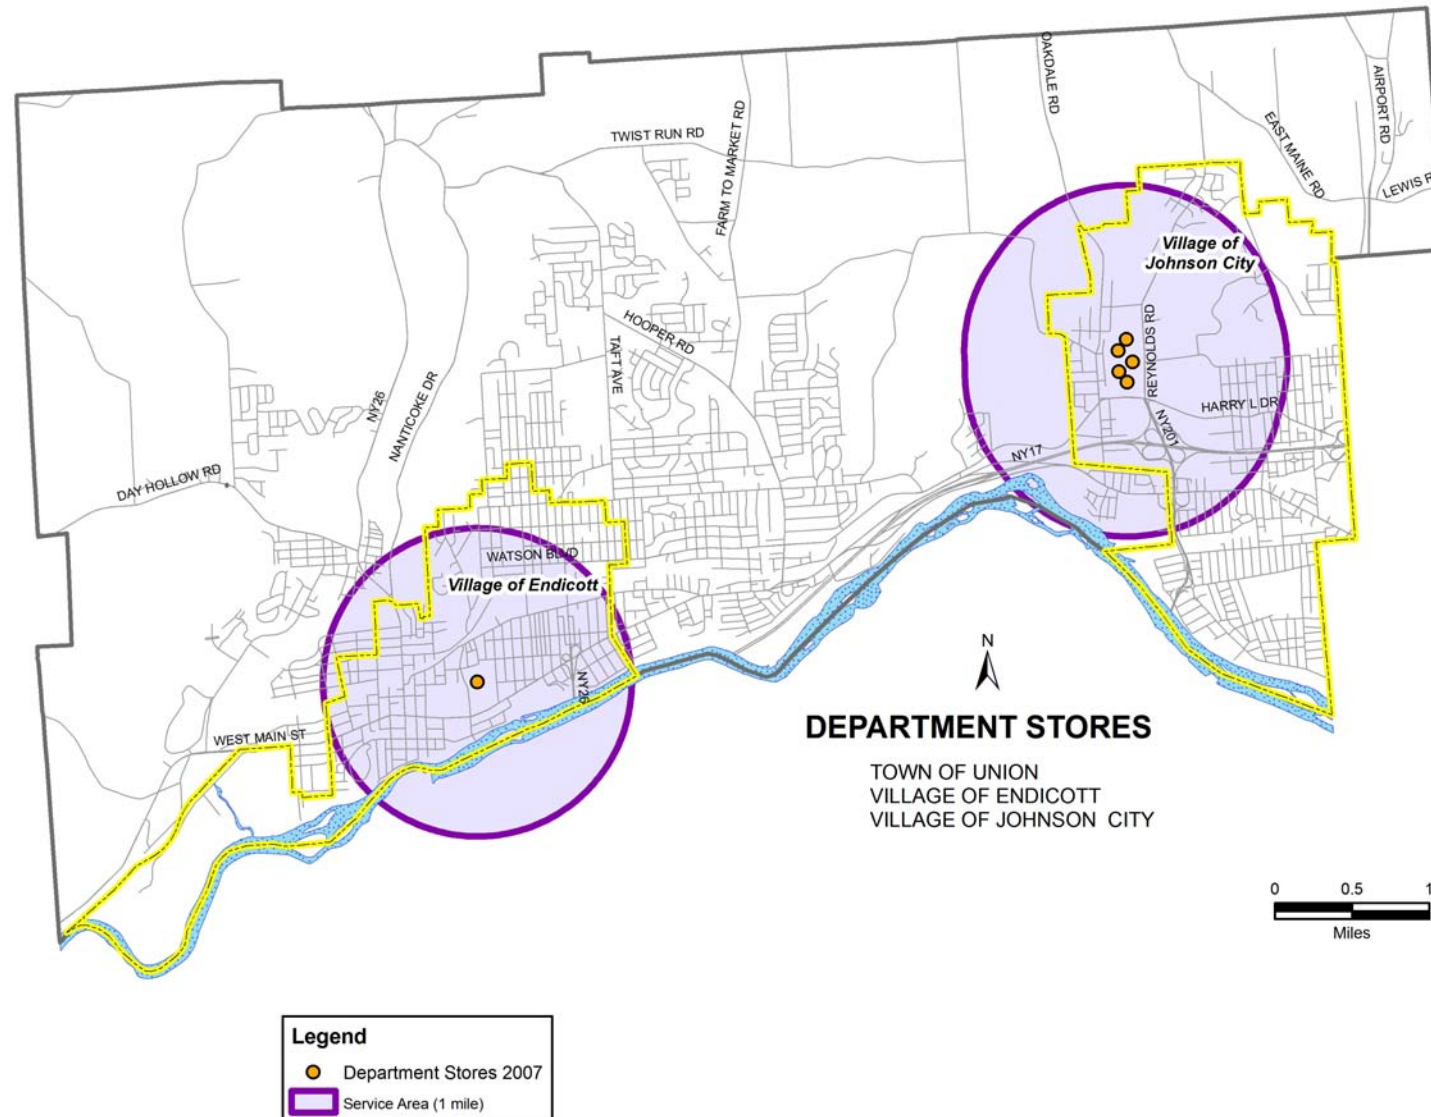 OAKDALE RD
AIRPORT RD
EAST MAINE RD
LEWIS R
TWIST RUN RD
FARM TO MARKET RD
Village of
Johnson City
REYNOLDS RD
HOOPER RD
TAFT AVE
NY26
NANTICOKE DR
HARRY L DR
NY201
NY17
DAY HOLLOW RD
WATSON BLVD
Village of Endicott
NY26
WEST MAIN ST
N
DEPARTMENT STORES
TOWN OF UNION
VILLAGE OF ENDICOTT
VILLAGE OF JOHNSON CITY
0 0.5 1
Miles
Legend
Department Stores 2007
Service Area (1 mile)